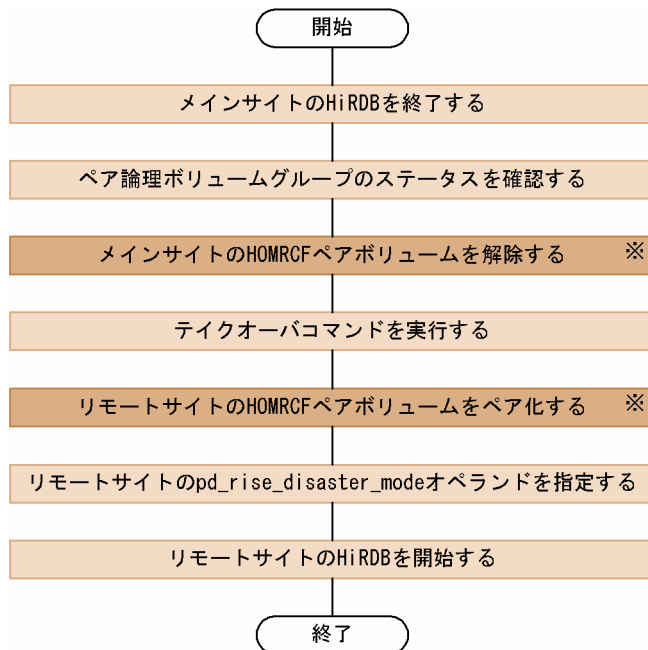 開始
メインサイトのHiRDBを終了する
ペア論理ボリュームグループのステータスを確認する
メインサイトのHOMRCFペアボリュームを解除する ※
テイクオーバコマンドを実行する
リモートサイトのHOMRCFペアボリュームをペア化する ※
リモートサイトのpd_rise_disaster_modeオペランドを指定する
リモートサイトのHiRDBを開始する
終了